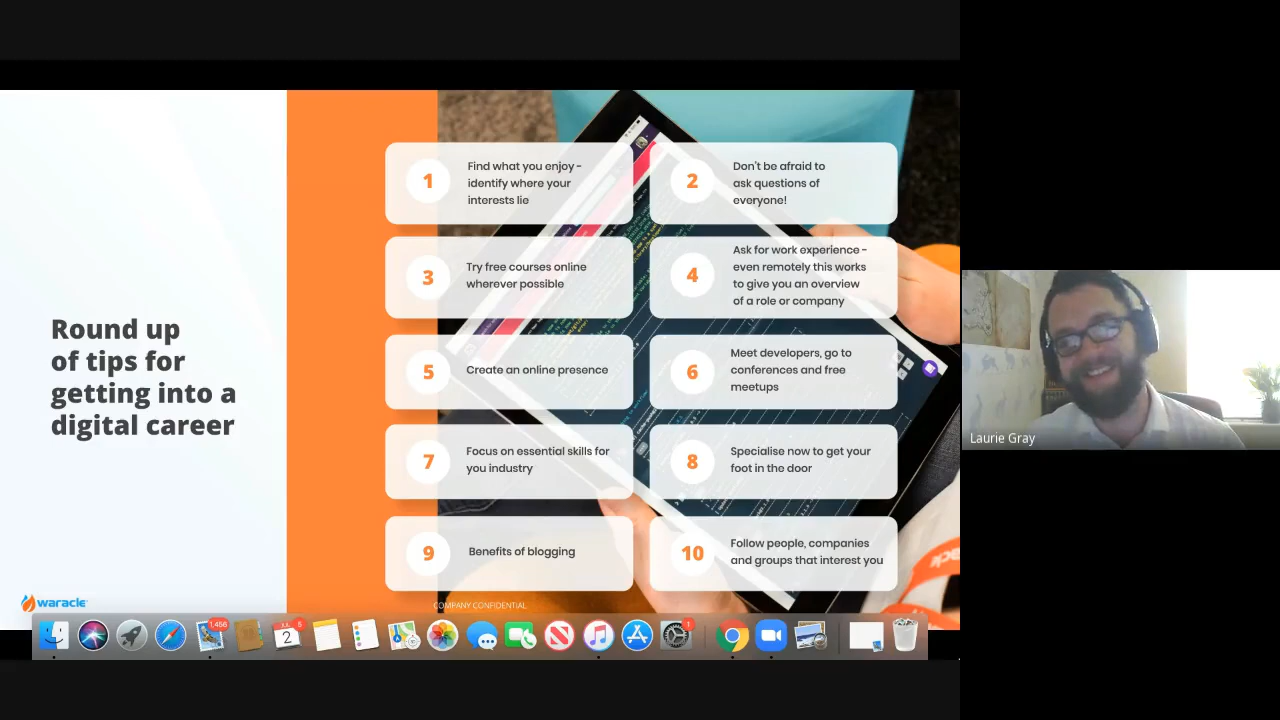 Round up
of tips for
getting into a
digital career
1
Find what you enjoy -
identify where your
interests lie
2
Don't be afraid to
ask questions of
everyone!
3
Try free courses online
wherever possible
4
Ask for work experience -
even remotely this works
to give you an overview
of a role or company
5
Create an online presence
6
Meet developers, go to
conferences and free
meetups
7
Focus on essential skills for
you industry
8
Specialise now to get your
foot in the door
9
Benefits of blogging
10
Follow people, companies
and groups that interest you
waracle
COMPANY CONFIDENTIAL
1,466
JUL
2
5
1
Laurie Gray